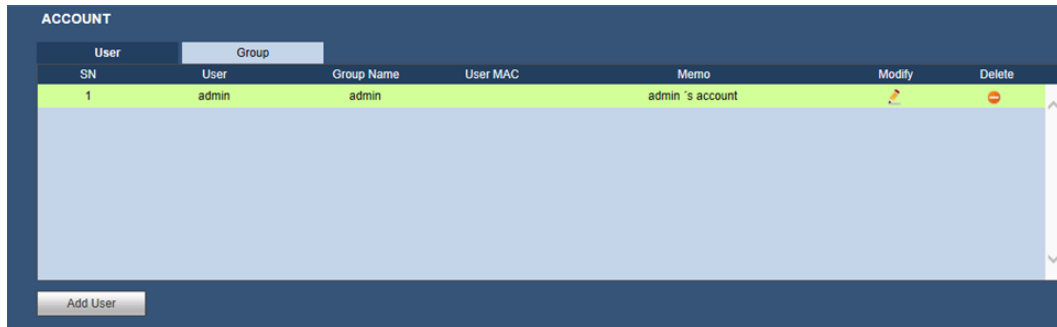 ACCOUNT
User Group
SN User Group Name User MAC Memo Modify Delete
1 admin admin admin ´s account
Add User